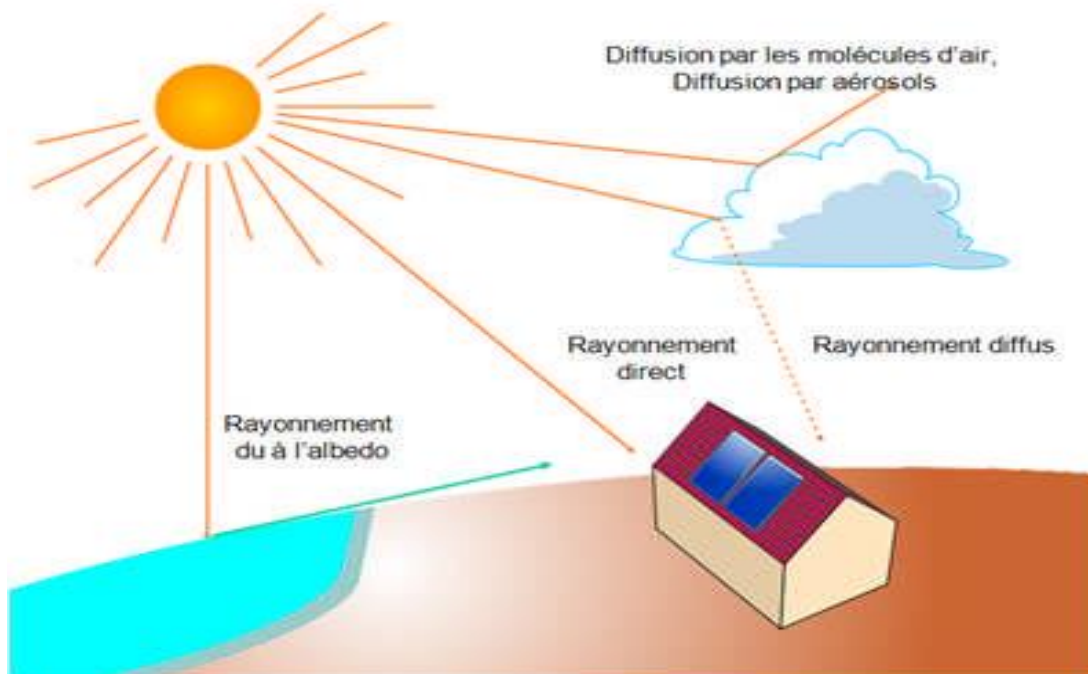 Diffusion par les molécules d'air,
Diffusion par aérosols
Rayonnement
direct
Rayonnement diffus
Rayonnement
du à l'albedo